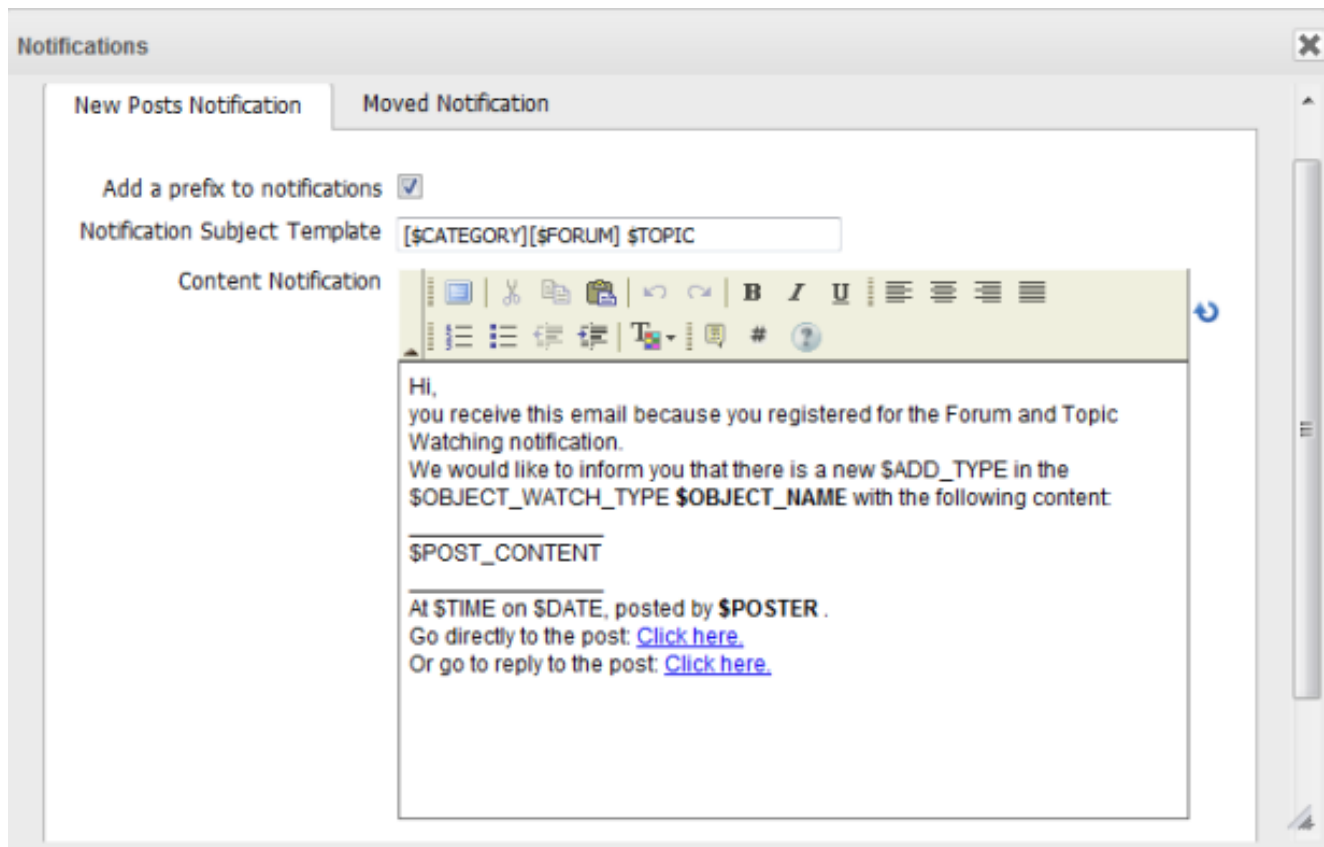 Notifications
New Posts Notification
Moved Notification
Add a prefix to notifications
Notification Subject Template
[$CATEGORY][$FORUM] $TOPIC
Content Notification
B I U
T
#
?
Hi,
you receive this email because you registered for the Forum and Topic
Watching notification.
We would like to inform you that there is a new $ADD_TYPE in the
$OBJECT_WATCH_TYPE $OBJECT_NAME with the following content:
$POST_CONTENT
At $TIME on $DATE, posted by $POSTER .
Go directly to the post: Click here.
Or go to reply to the post: Click here.